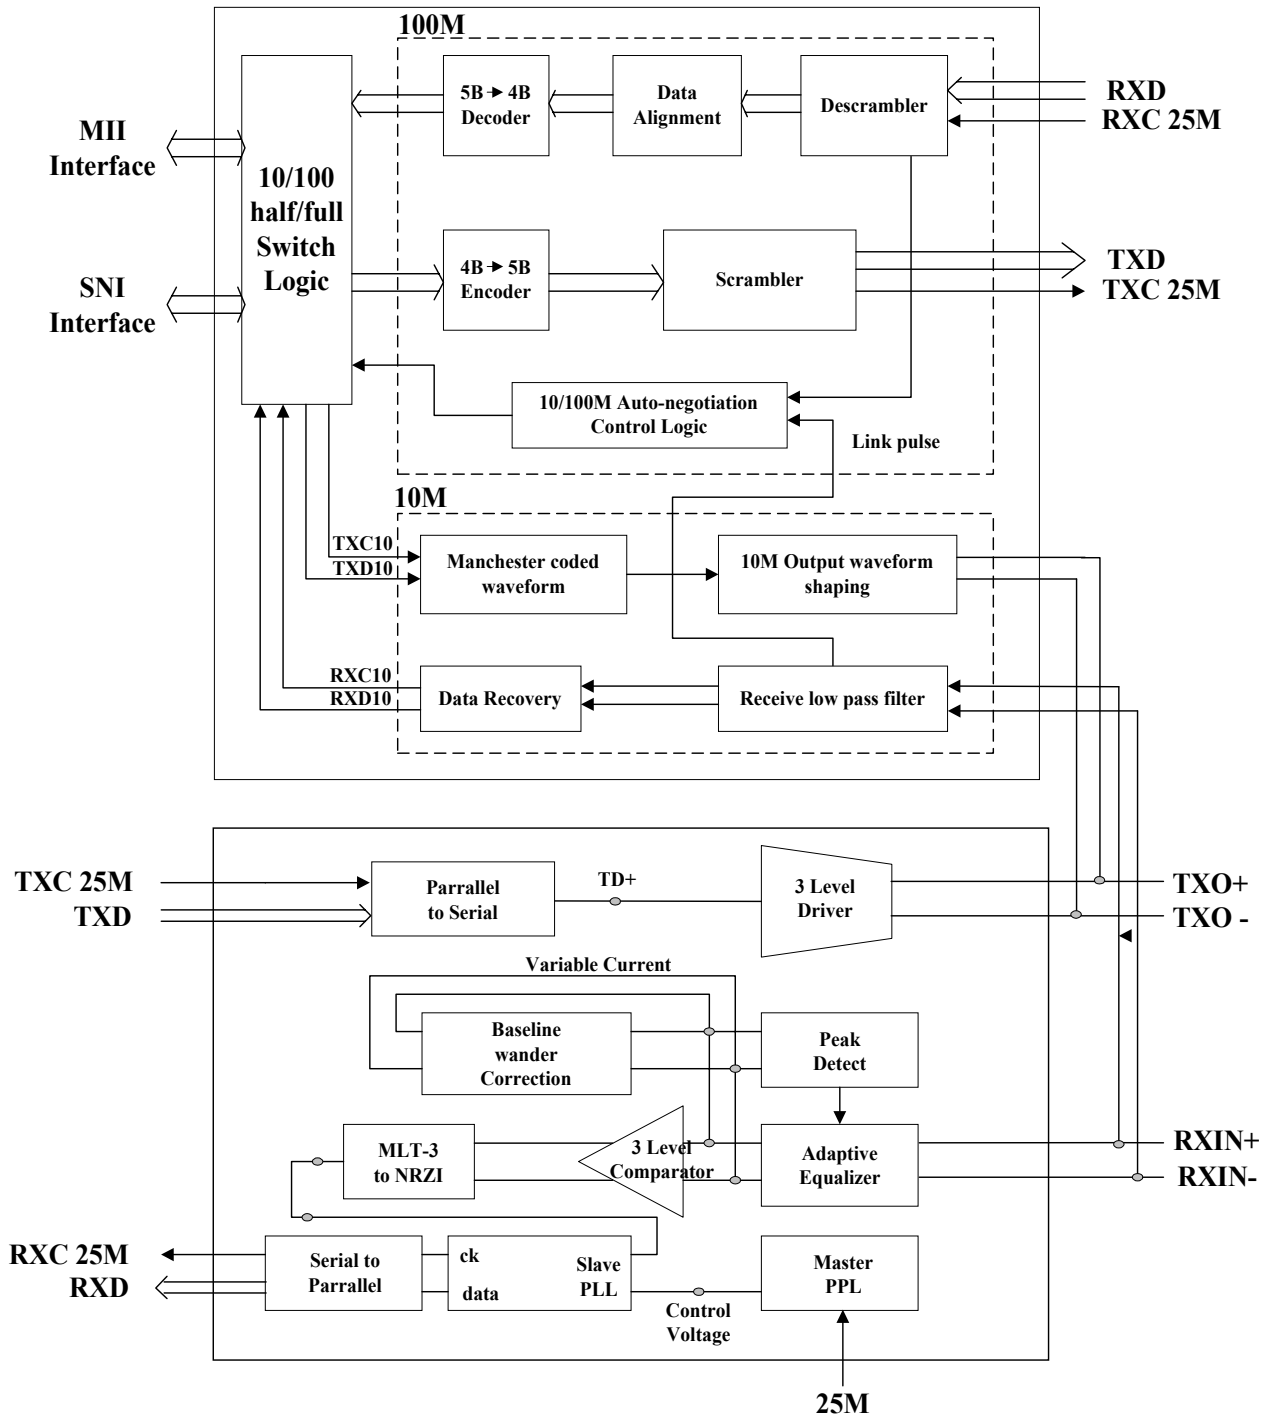 100M
5B → 4B
Decoder
Data
Alignment
Descrambler
RXD
RXC 25M
MII
Interface
10/100
half/full
Switch
Logic
4B → 5B
Encoder
Scrambler
TXD
TXC 25M
SNI
Interface
10/100M Auto-negotiation
Control Logic
Link pulse
10M
TXC10
TXD10
Manchester coded
waveform
10M Output waveform
shaping
RXC10
RXD10
Data Recovery
Receive low pass filter
TXC 25M
TXD
Parrallel
to Serial
TD+
3 Level
Driver
TXO+
TXO -
Variable Current
Baseline
wander
Correction
Peak
Detect
MLT-3
to NRZI
3 Level
Comparator
Adaptive
Equalizer
RXIN+
RXIN-
RXC 25M
RXD
Serial to
Parrallel
ck
data
Slave
PLL
Control
Voltage
Master
PPL
25M